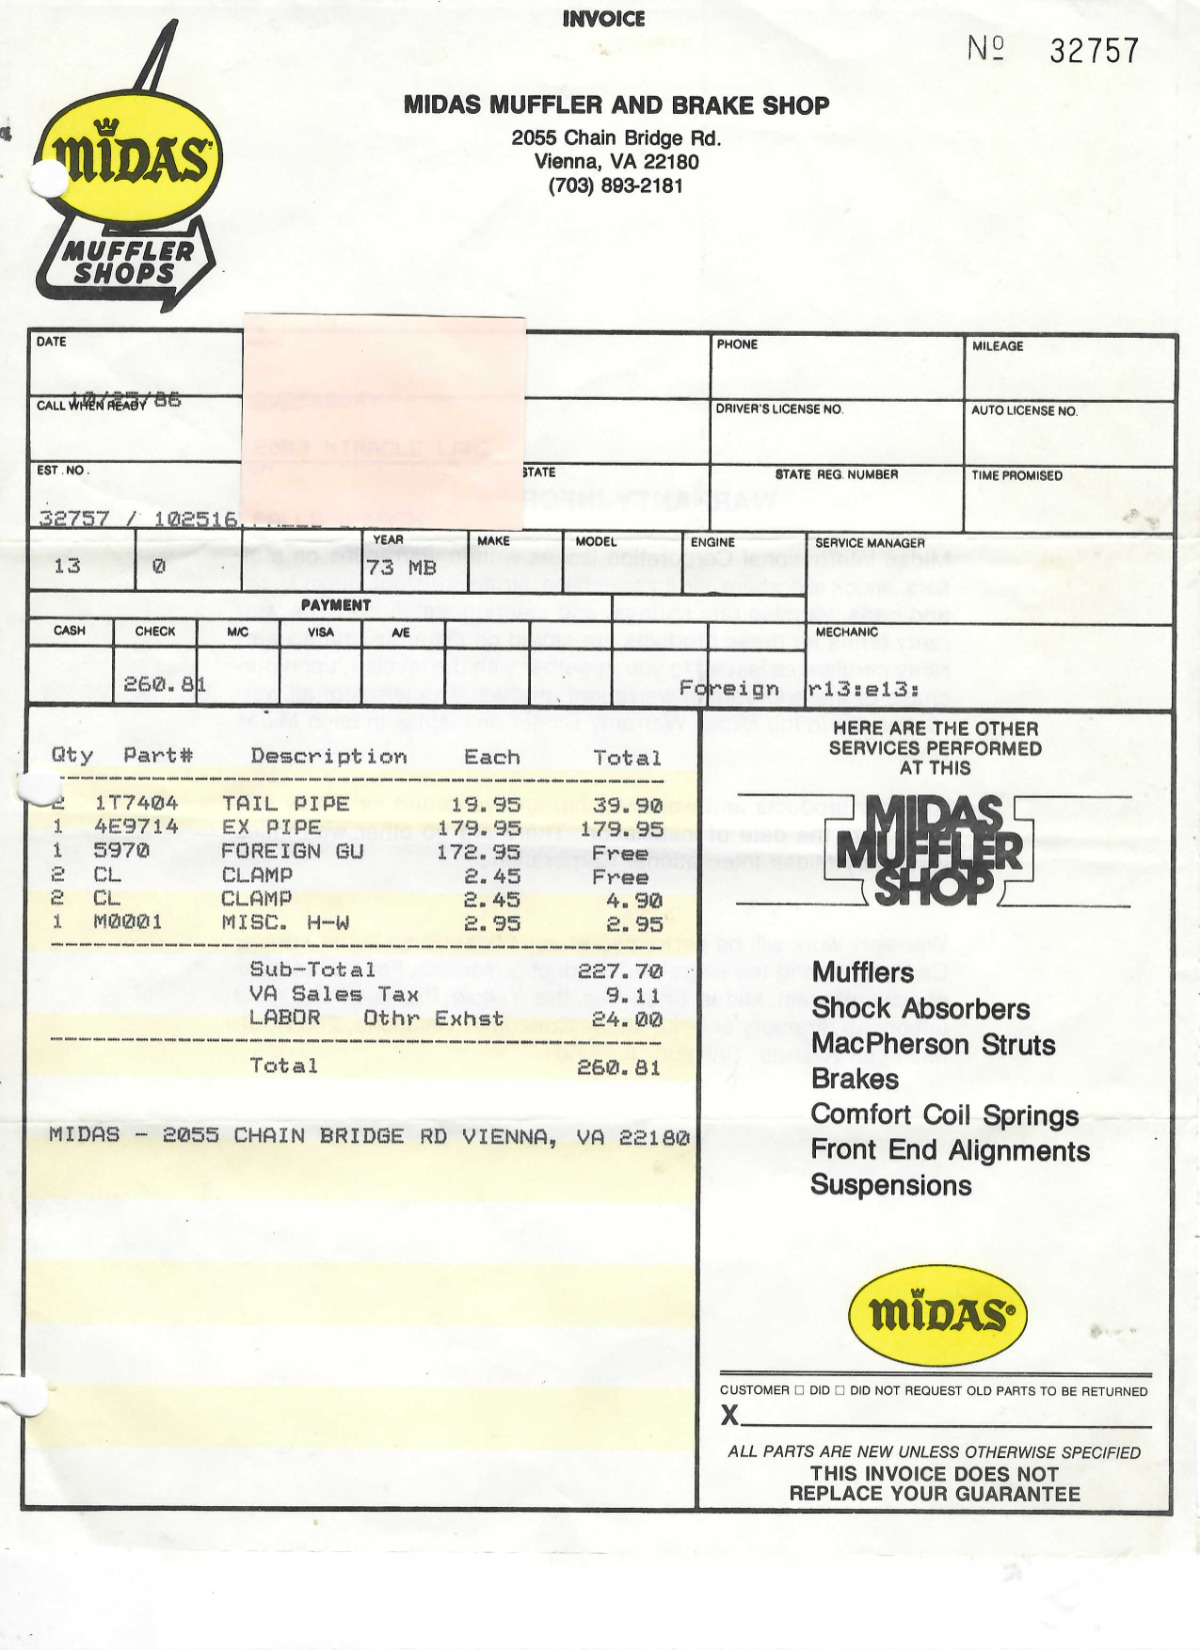 INVOICE
Nº 32757
MIDAS
MUFFLER
SHOPS
MIDAS MUFFLER AND BRAKE SHOP
2055 Chain Bridge Rd.
Vienna, VA 22180
(703) 893-2181
DATE PHONE MILEAGE
10/25/86
CALL WHEN READY DRIVER'S LICENSE NO. AUTO LICENSE NO.
EST. NO. STATE STATE REG. NUMBER TIME PROMISED
32757 / 102516
YEAR MAKE MODEL ENGINE SERVICE MANAGER
13 0 73 MB
PAYMENT
CASH CHECK M/C VISA A/E MECHANIC
260.81 Foreign r13:e13:
Qty Part# Description Each Total
2 1T7404 TAIL PIPE 19.95 39.90
1 4E9714 EX PIPE 179.95 179.95
1 5970 FOREIGN GU 172.95 Free
2 CL CLAMP 2.45 Free
2 CL CLAMP 2.45 4.90
1 M0001 MISC. H-W 2.95 2.95
Sub-Total 227.70
VA Sales Tax 9.11
LABOR Othr Exhst 24.00
Total 260.81
MIDAS - 2055 CHAIN BRIDGE RD VIENNA, VA 22180
HERE ARE THE OTHER
SERVICES PERFORMED
AT THIS
MIDAS
MUFFLER
SHOP
Mufflers
Shock Absorbers
MacPherson Struts
Brakes
Comfort Coil Springs
Front End Alignments
Suspensions
MIDAS®
CUSTOMER ☐ DID ☐ DID NOT REQUEST OLD PARTS TO BE RETURNED
X
ALL PARTS ARE NEW UNLESS OTHERWISE SPECIFIED
THIS INVOICE DOES NOT
REPLACE YOUR GUARANTEE